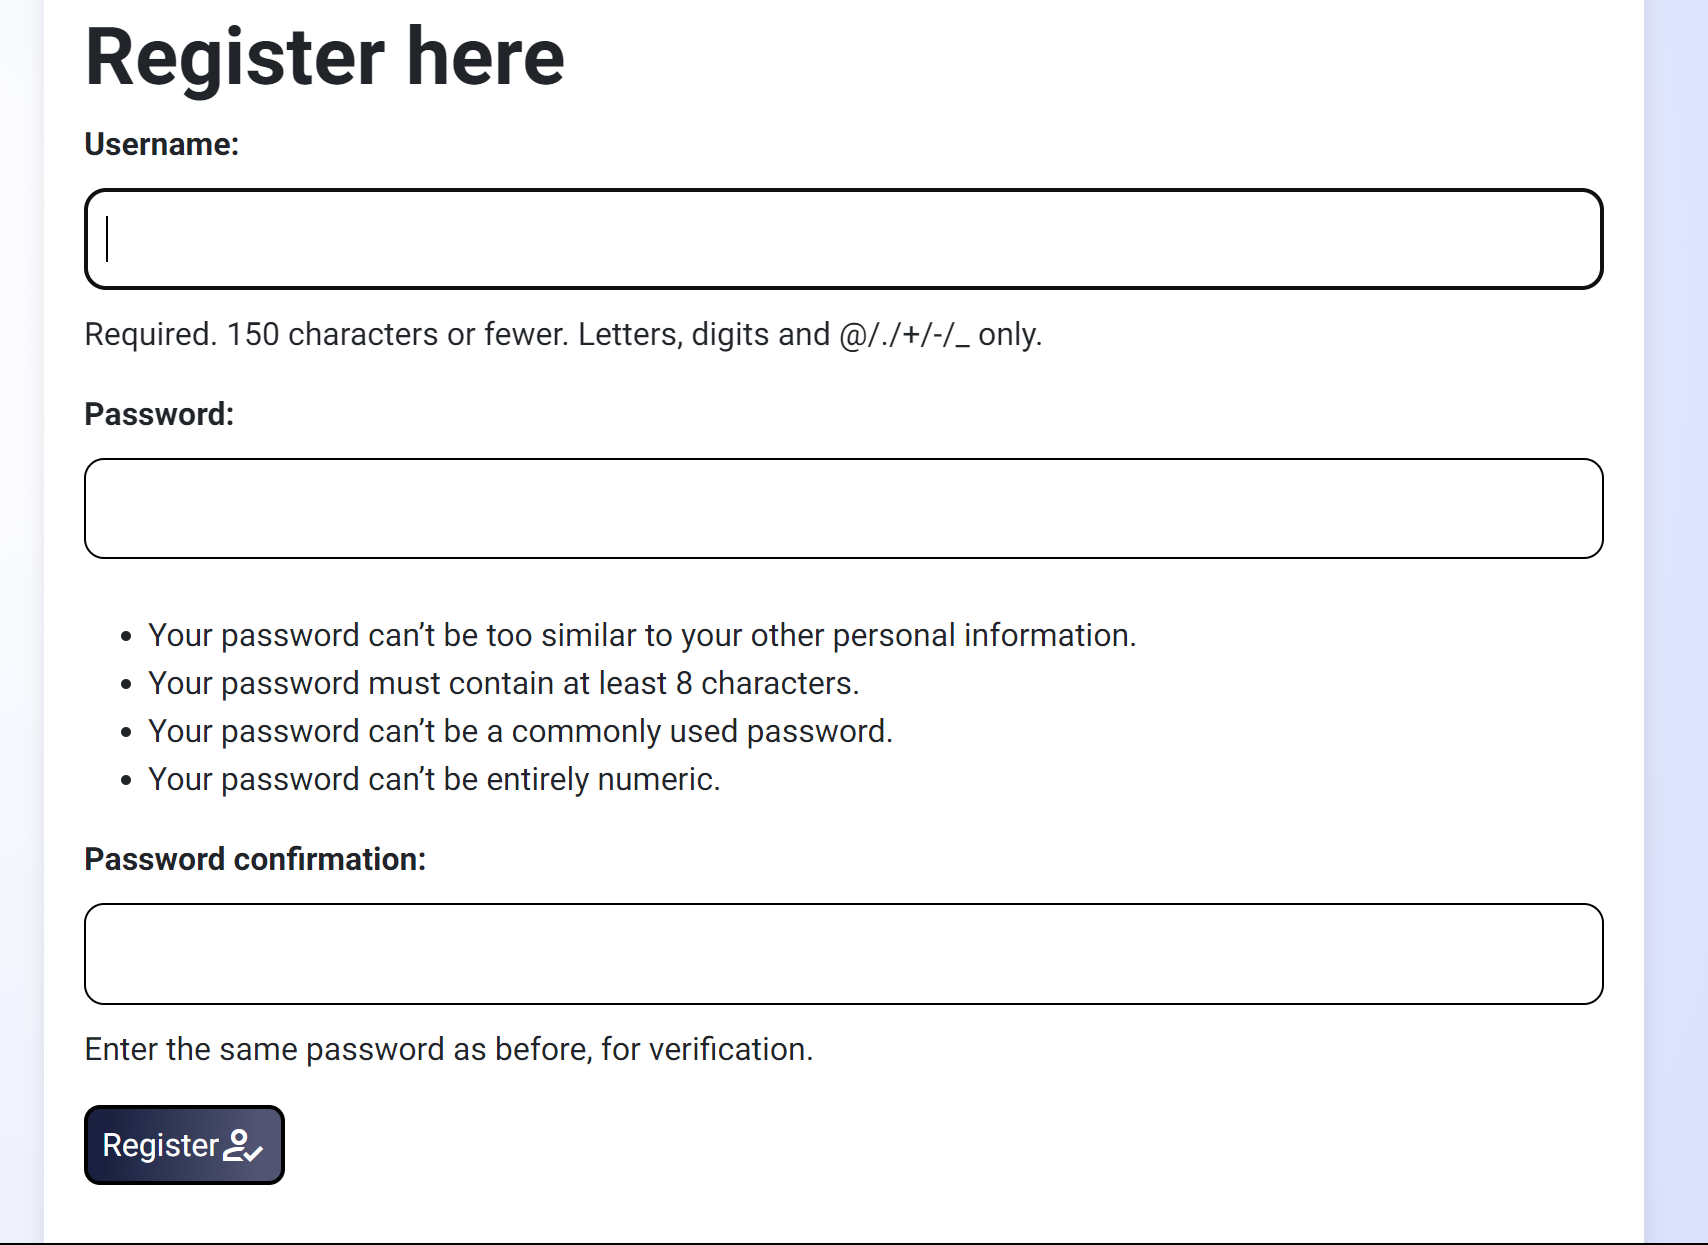 Register here
Username:
Required. 150 characters or fewer. Letters, digits and @/./+/-/_ only.
Password:
Your password can’t be too similar to your other personal information.
Your password must contain at least 8 characters.
Your password can’t be a commonly used password.
Your password can’t be entirely numeric.
Password confirmation:
Enter the same password as before, for verification.
Register